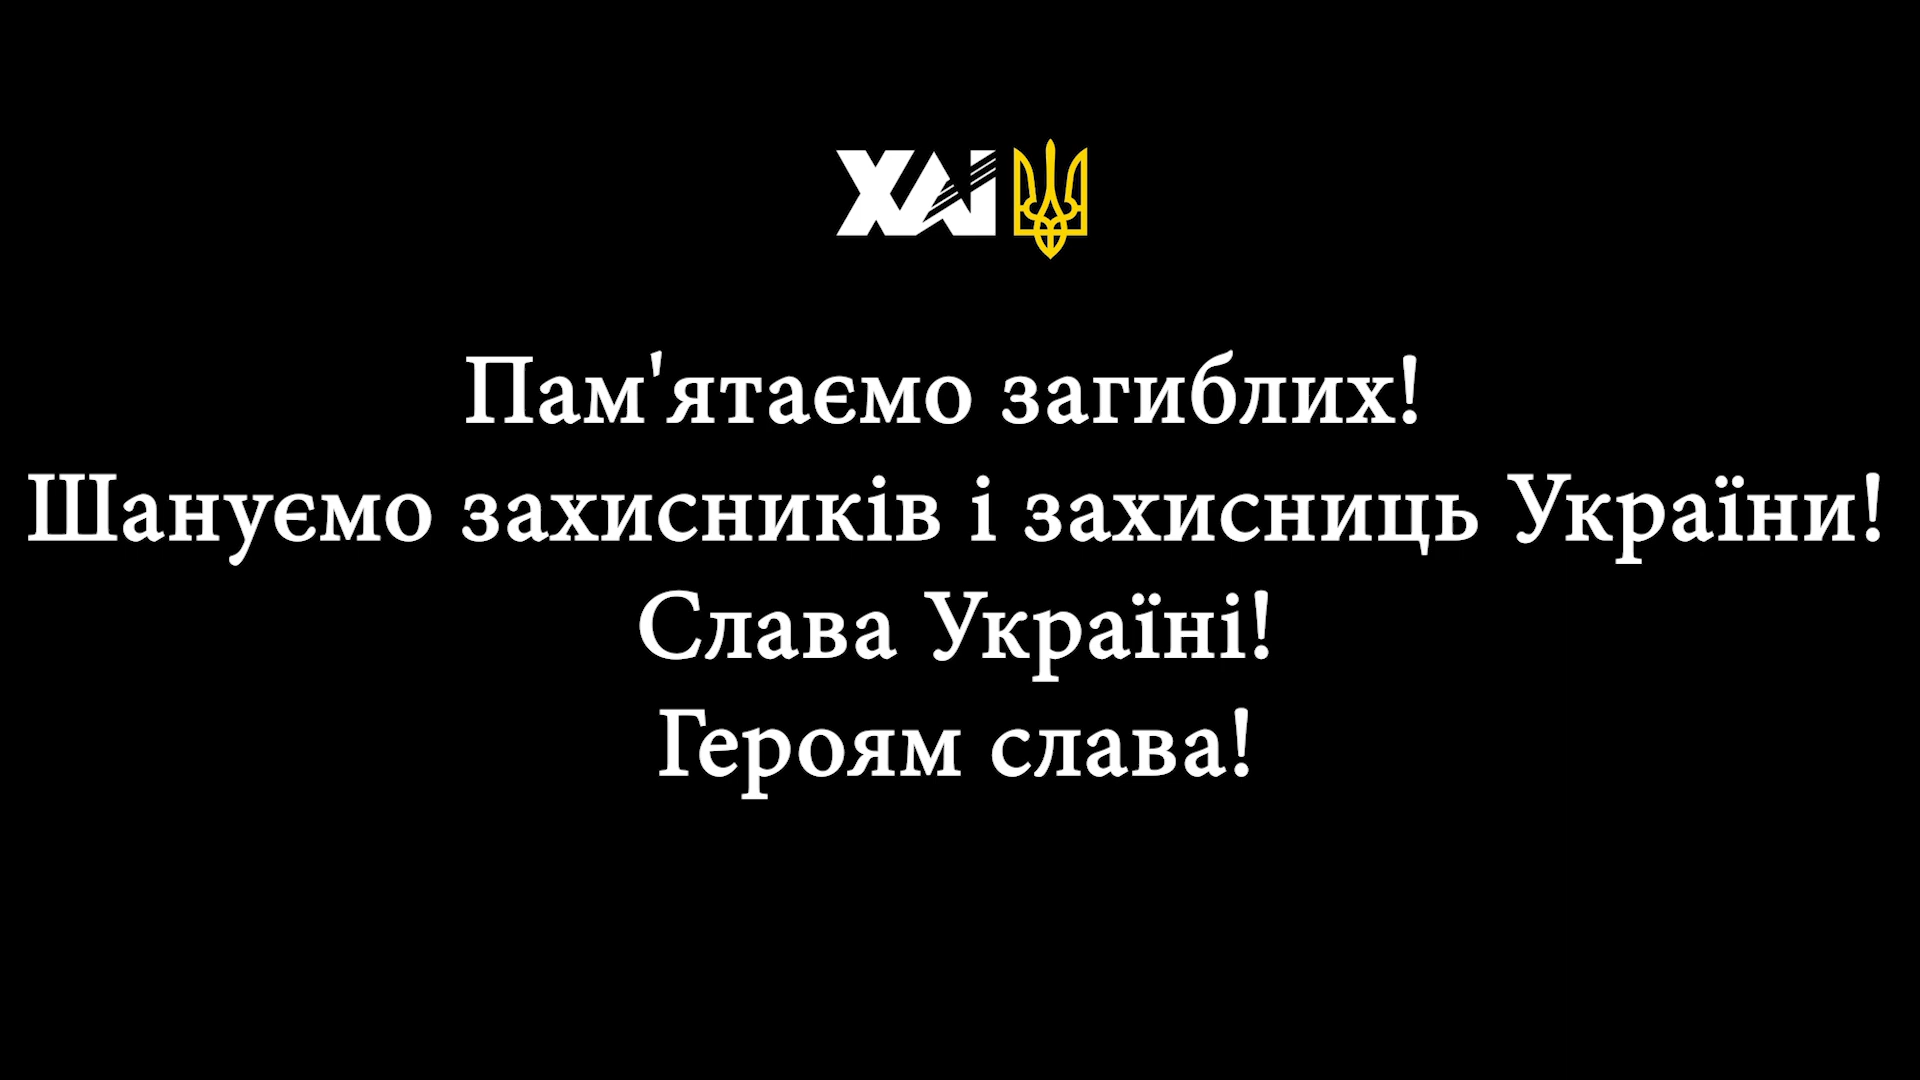 ХАІ
Пам'ятаємо загиблих!
Шануємо захисників і захисниць України!
Слава Україні!
Героям слава!